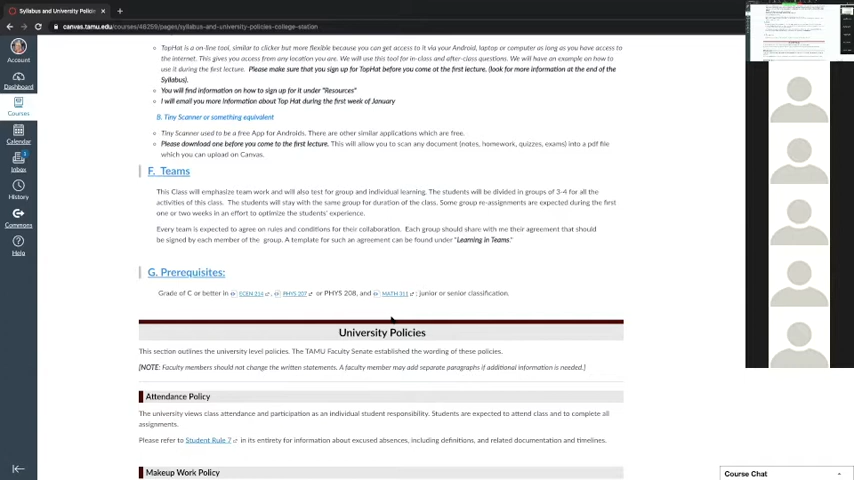 Syllabus and University Policie
canvas.tamu.edu/courses/48259/pages/syllabus-and-university-policies-college-station
Account
Dashboard
Courses
Calendar
Inbox
History
Commons
Help
TopHat is a on-line tool, similar to clicker but more flexible because you can get access to it via your Android, laptop or computer as long as you have access to
the internet. This gives you access from any location you are. We will use this tool for in-class and after-class questions. We will have an example on how to
use it during the first lecture. Please make sure that you sign up for TopHat before you come at the first lecture. (look for more information at the end of the
Syllabus).
You will find information on how to sign up for it under "Resources"
I will email you more information about Top Hat during the first week of January
B. Tiny Scanner or something equivalent
Tiny Scanner used to be a free App for Androids. There are other similar applications which are free.
Please download one before you come to the first lecture. This will allow you to scan any document (notes, homework, quizzes, exams) into a pdf file
which you can upload on Canvas.
F. Teams
This Class will emphasize team work and will also test for group and individual learning. The students will be divided in groups of 3-4 for all the
activities of this class. The students will stay with the same group for duration of the class. Some group re-assignments are expected during the first
one or two weeks in an effort to optimize the students' experience.
Every team is expected to agree on rules and conditions for their collaboration. Each group should share with me their agreement that should
be signed by each member of the group. A template for such an agreement can be found under "Learning in Teams."
G. Prerequisites:
Grade of C or better in ECEN 214, PHYS 207 or PHYS 208, and MATH 311; junior or senior classification.
University Policies
This section outlines the university level policies. The TAMU Faculty Senate established the wording of these policies.
[NOTE: Faculty members should not change the written statements. A faculty member may add separate paragraphs if additional information is needed.]
Attendance Policy
The university views class attendance and participation as an individual student responsibility. Students are expected to attend class and to complete all
assignments.
Please refer to Student Rule 7 in its entirety for information about excused absences, including definitions, and related documentation and timelines.
Makeup Work Policy
Course Chat